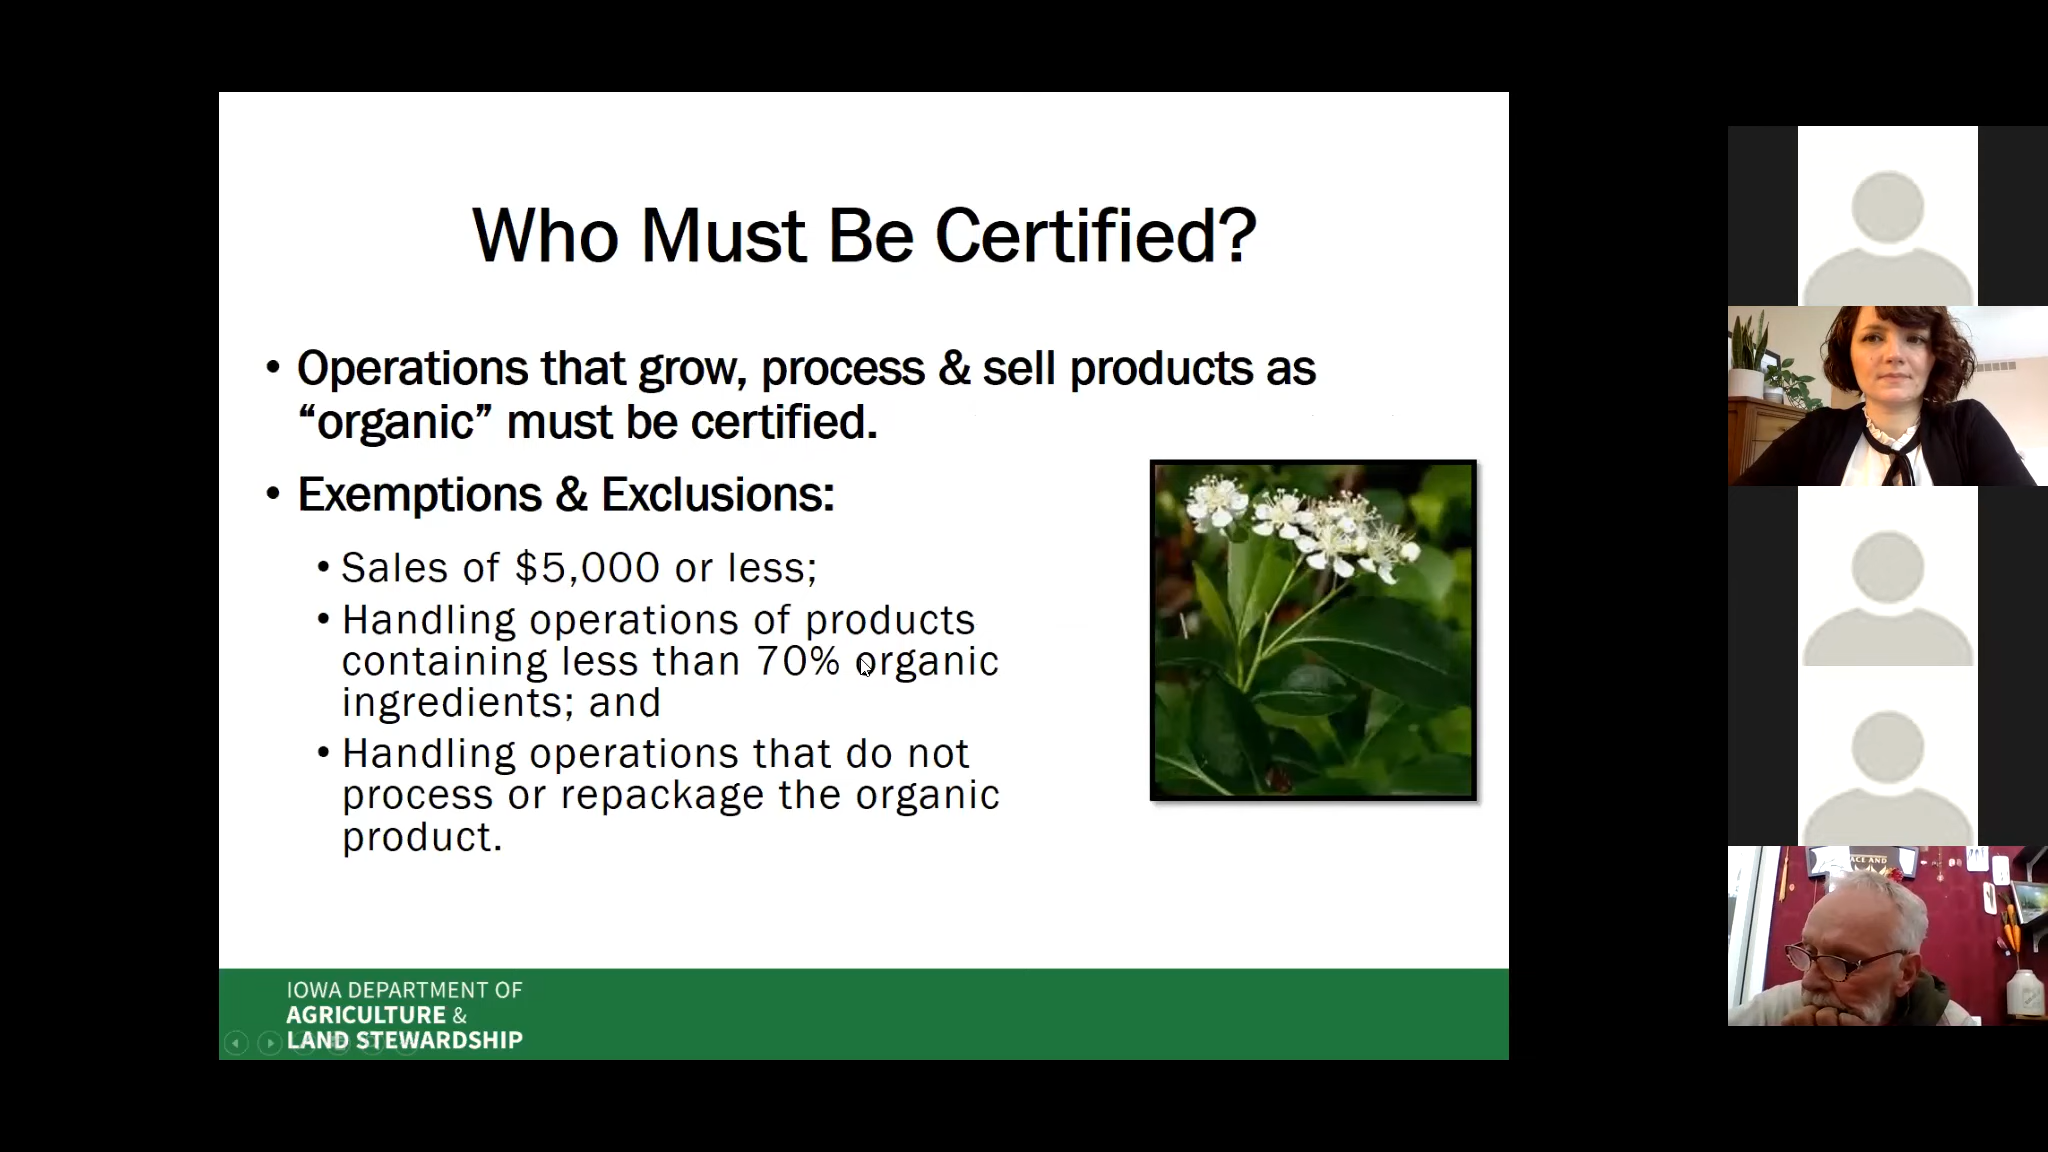 Who Must Be Certified?
• Operations that grow, process & sell products as
“organic” must be certified.
• Exemptions & Exclusions:
• Sales of $5,000 or less;
• Handling operations of products
containing less than 70% organic
ingredients; and
• Handling operations that do not
process or repackage the organic
product.
IOWA DEPARTMENT OF
AGRICULTURE &
LAND STEWARDSHIP